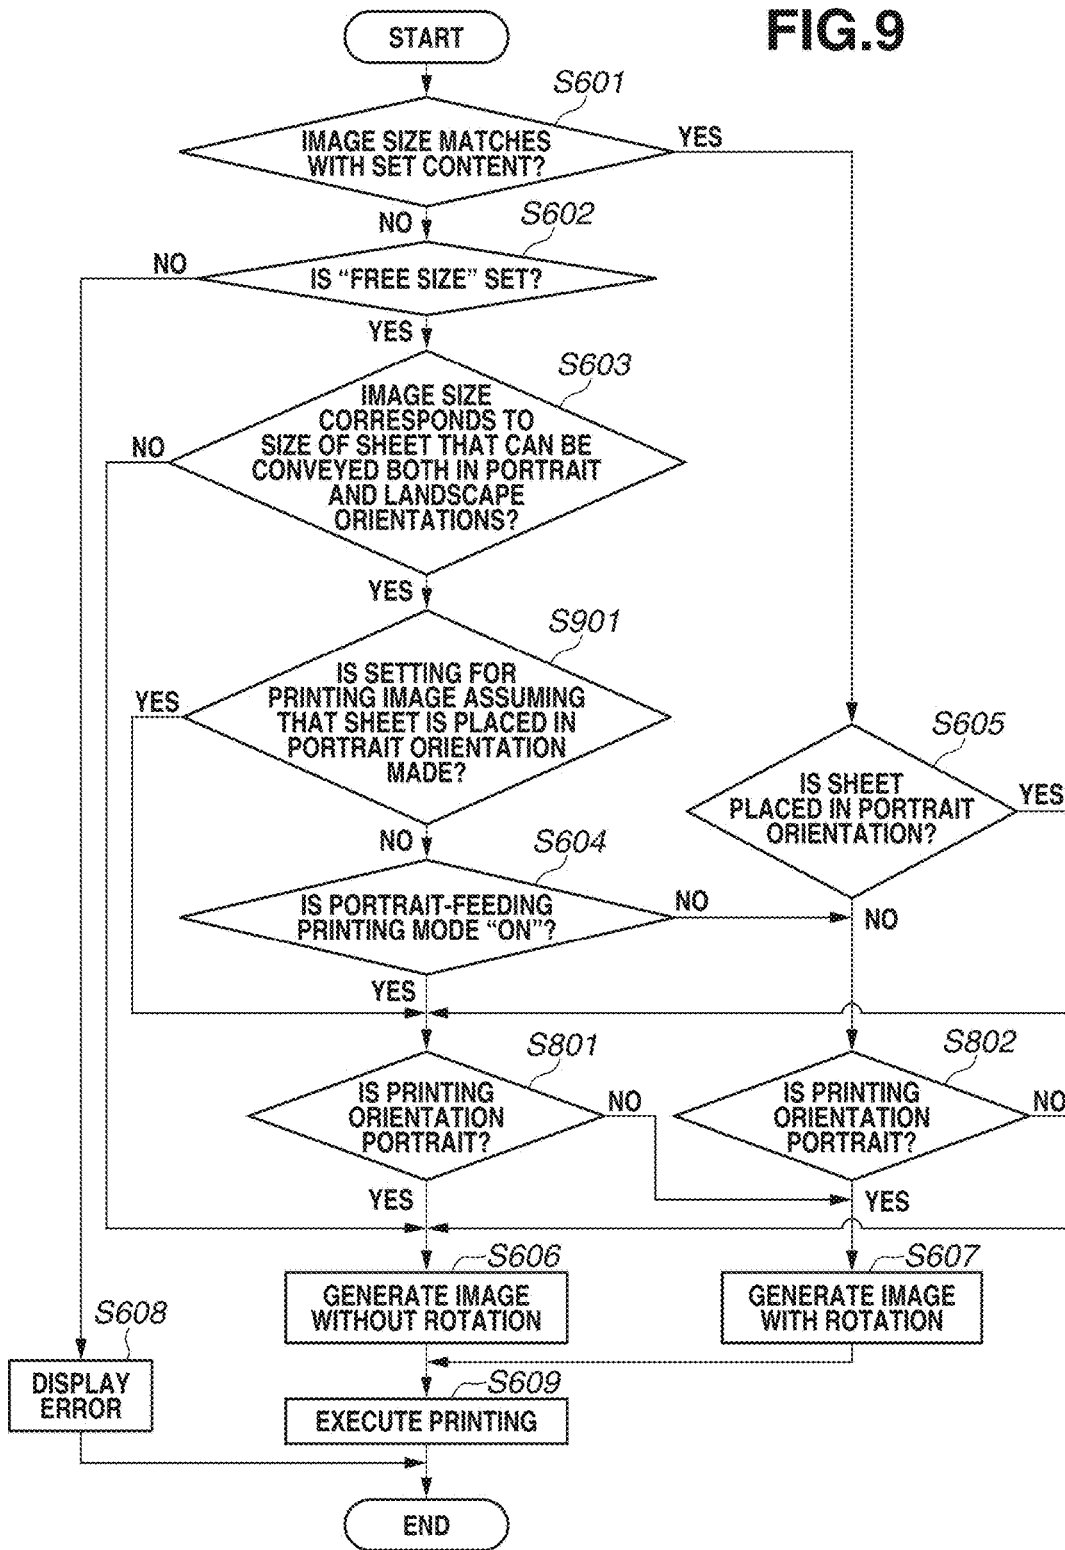 FIG.9
START
S601
IMAGE SIZE MATCHES
WITH SET CONTENT?
YES
NO
S602
NO
IS “FREE SIZE” SET?
YES
S603
IMAGE SIZE
CORRESPONDS TO
SIZE OF SHEET THAT CAN BE
CONVEYED BOTH IN PORTRAIT
AND LANDSCAPE
ORIENTATIONS?
NO
YES
S901
IS SETTING FOR
PRINTING IMAGE ASSUMING
THAT SHEET IS PLACED IN
PORTRAIT ORIENTATION
MADE?
YES
NO
S605
IS SHEET
PLACED IN PORTRAIT
ORIENTATION?
YES
NO
S604
IS PORTRAIT-FEEDING
PRINTING MODE “ON”?
NO
YES
S801
IS PRINTING
ORIENTATION
PORTRAIT?
NO
YES
S802
IS PRINTING
ORIENTATION
PORTRAIT?
NO
YES
S606
GENERATE IMAGE
WITHOUT ROTATION
S607
GENERATE IMAGE
WITH ROTATION
S608
DISPLAY
ERROR
S609
EXECUTE PRINTING
END